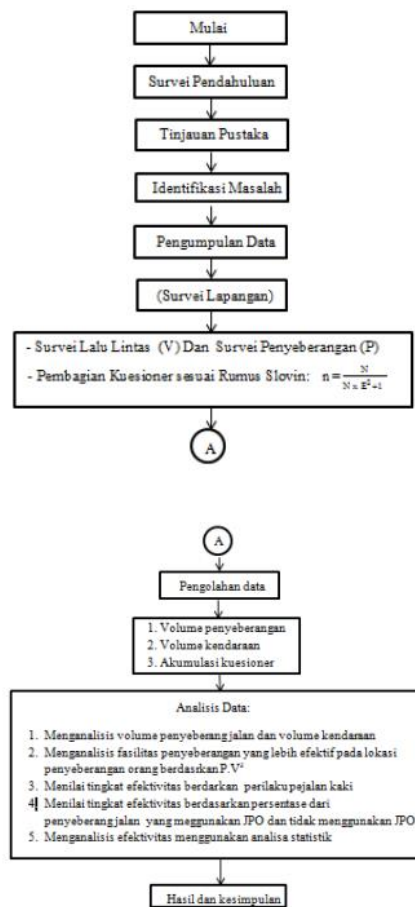 Mulai
Survei Pendahuluan
Tinjauan Pustaka
Identifikasi Masalah
Pengumpulan Data
(Survei Lapangan)
- Survei Lalu Lintas (V) Dan Survei Penyeberangan (P)
- Pembagian Kuesioner sesuai Rumus Slovin: n = N / N x E² +1
A
A
Pengolahan data
1. Volume penyeberangan
2. Volume kendaraan
3. Akumulasi kuesioner
Analisis Data:
1. Menganalisis volume penyeberang jalan dan volume kendaraan
2. Menganalisis fasilitas penyeberangan yang lebih efektif pada lokasi
penyeberangan orang berdasrkan P.V²
3. Menilai tingkat efektivitas berdarkan perilaku pejalan kaki
4. Menilai tingkat efektivitas berdasarkan persentase dari
penyeberang jalan yang meggunakan JPO dan tidak menggunakan JPO
5. Menganalisis efektivitas menggunakan analisa statistik
Hasil dan kesimpulan